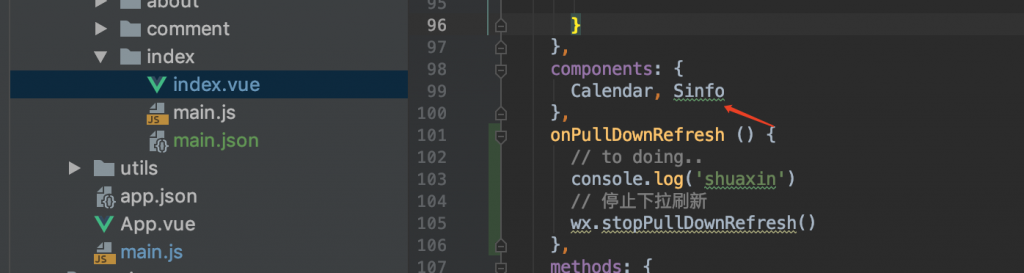 about
comment
index
index.vue
main.js
main.json
utils
app.json
App.vue
main.js
95
96 }
97 },
98 components: {
99 Calendar, Sinfo
100 },
101 onPullDownRefresh () {
102 // to doing..
103 console.log('shuaxin')
104 // 停止下拉刷新
105 wx.stopPullDownRefresh()
106 },
107 methods: {